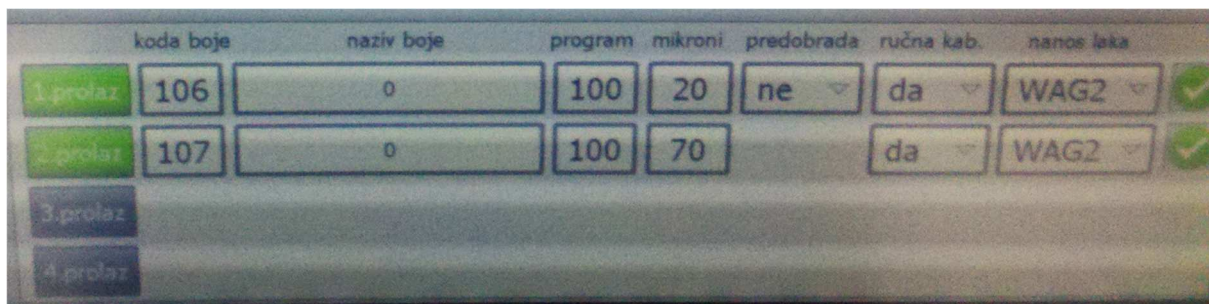 koda boje naziv boje program mikroni predobrada ručna kab. nanos laka
1.prolaz 106 0 100 20 ne da WAG2
2.prolaz 107 0 100 70 da WAG2
3.prolaz
4.prolaz